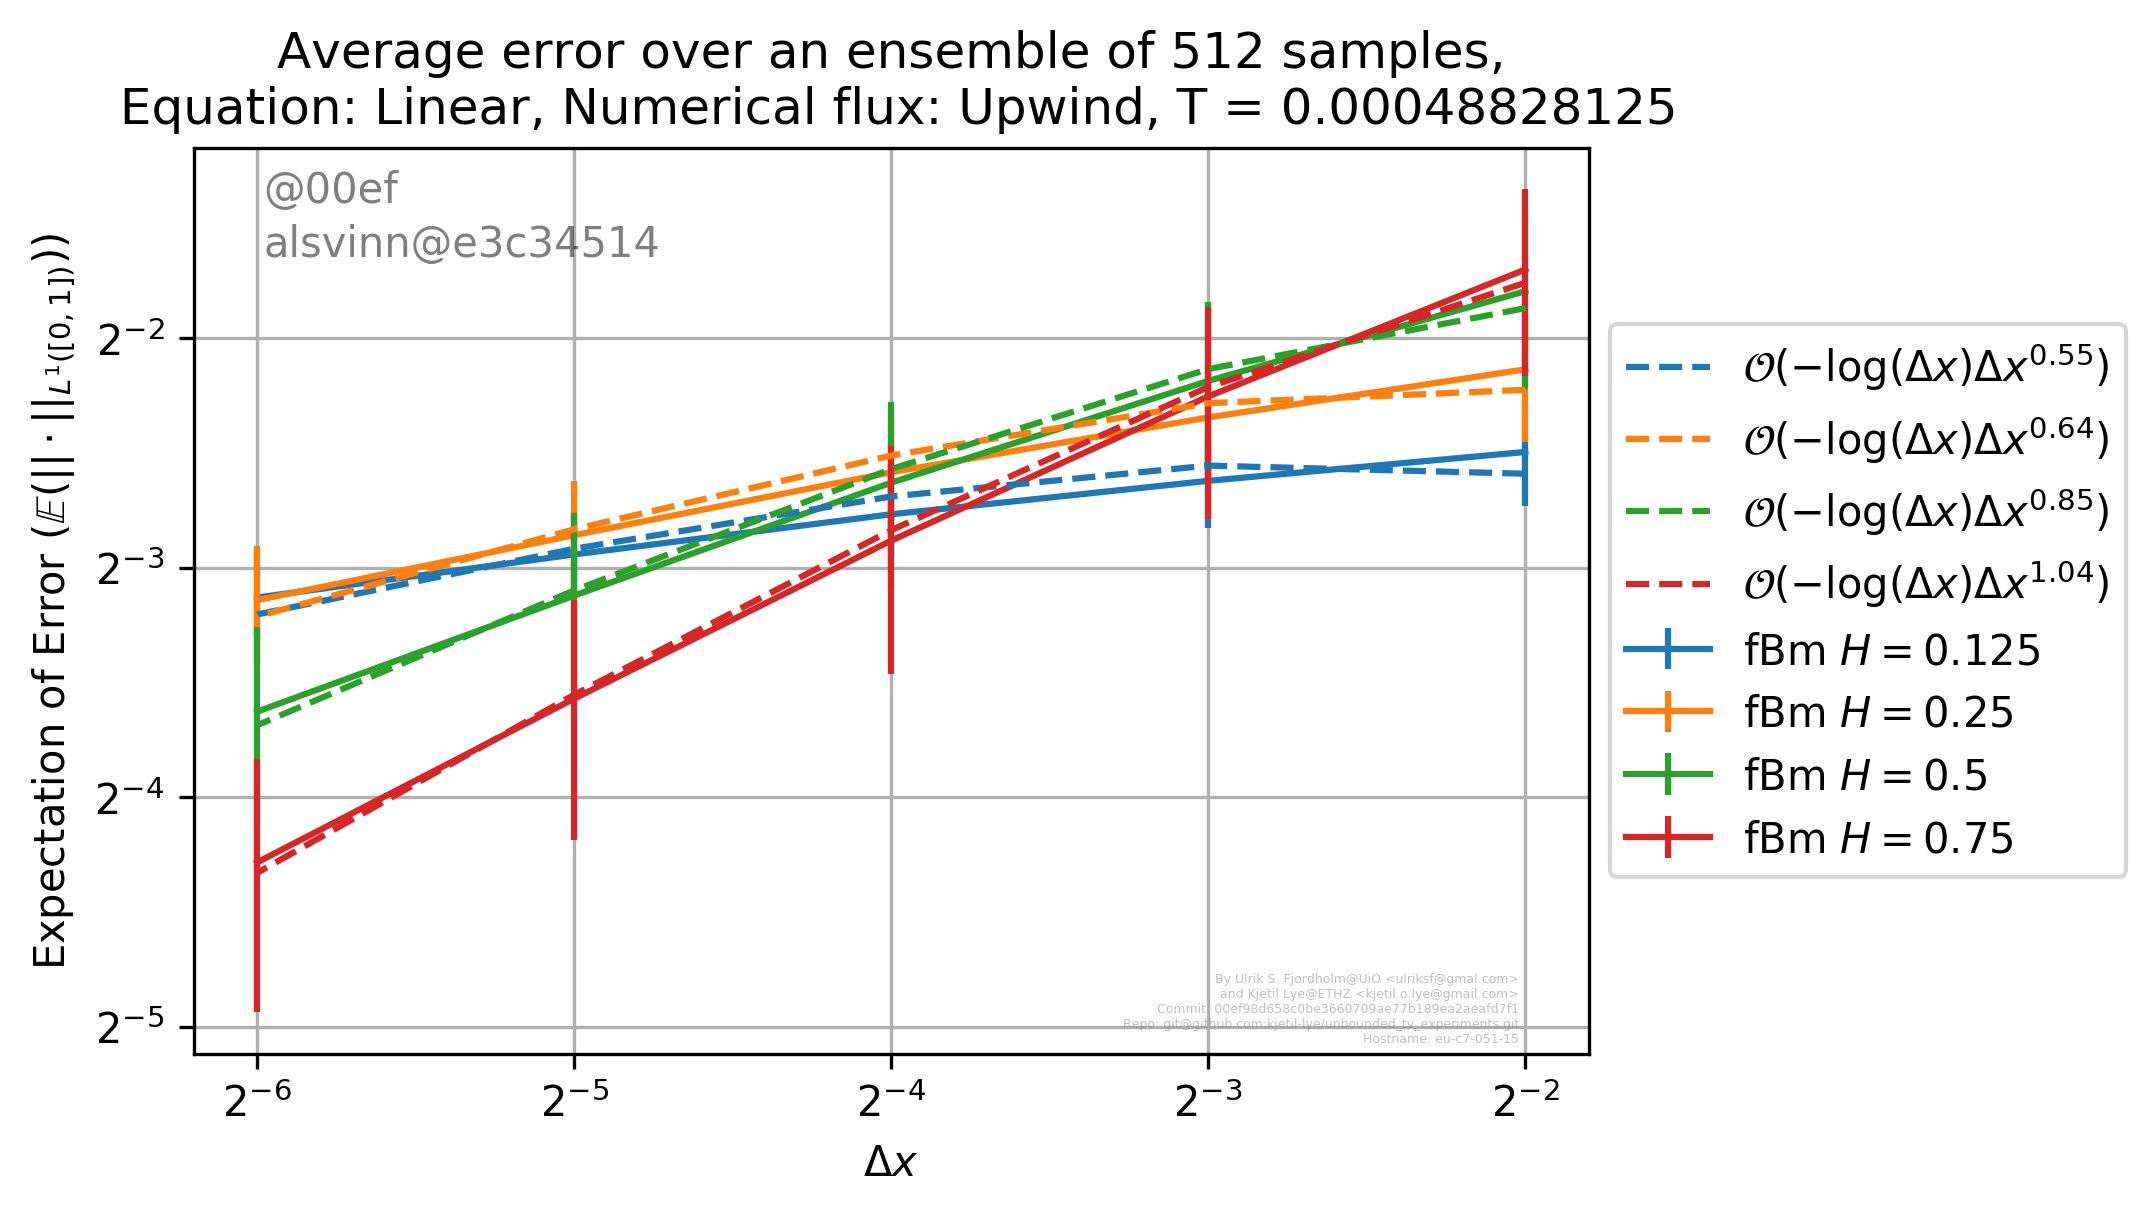 Average error over an ensemble of 512 samples,
Equation: Linear, Numerical flux: Upwind, T = 0.00048828125
@00ef
alsvinn@e3c34514
Expectation of Error (𝔼(|| · ||_{L¹([0, 1])}))
2⁻²
2⁻³
2⁻⁴
2⁻⁵
2⁻⁶
2⁻⁵
2⁻⁴
2⁻³
2⁻²
Δx
𝒪(−log(Δx)Δx^{0.55})
𝒪(−log(Δx)Δx^{0.64})
𝒪(−log(Δx)Δx^{0.85})
𝒪(−log(Δx)Δx^{1.04})
fBm H = 0.125
fBm H = 0.25
fBm H = 0.5
fBm H = 0.75
By Ulrik S. Fjordholm@UiO <ulriksf@gmal.com>
and Kjetil Lye@ETHZ <kjetil.o.lye@gmail.com>
Commit: 00ef98d658c0be3660709ae77b189ea2aeafd7f1
Repo: git@github.com:kjetil-lye/unbounded_tv_experiments.git
Hostname: eu-c7-051-15